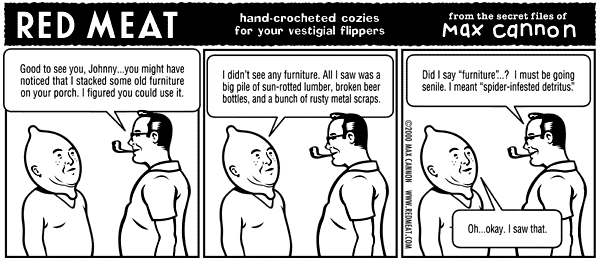 RED MEAT
hand-crocheted cozies
for your vestigial flippers
from the secret files of
Max cannon
Good to see you, Johnny...you might have
noticed that I stacked some old furniture
on your porch. I figured you could use it.
I didn't see any furniture. All I saw was a
big pile of sun-rotted lumber, broken beer
bottles, and a bunch of rusty metal scraps.
Did I say "furniture"...? I must be going
senile. I meant "spider-infested detritus."
Oh...okay. I saw that.
©2000 MAX CANNON WWW.REDMEAT.COM